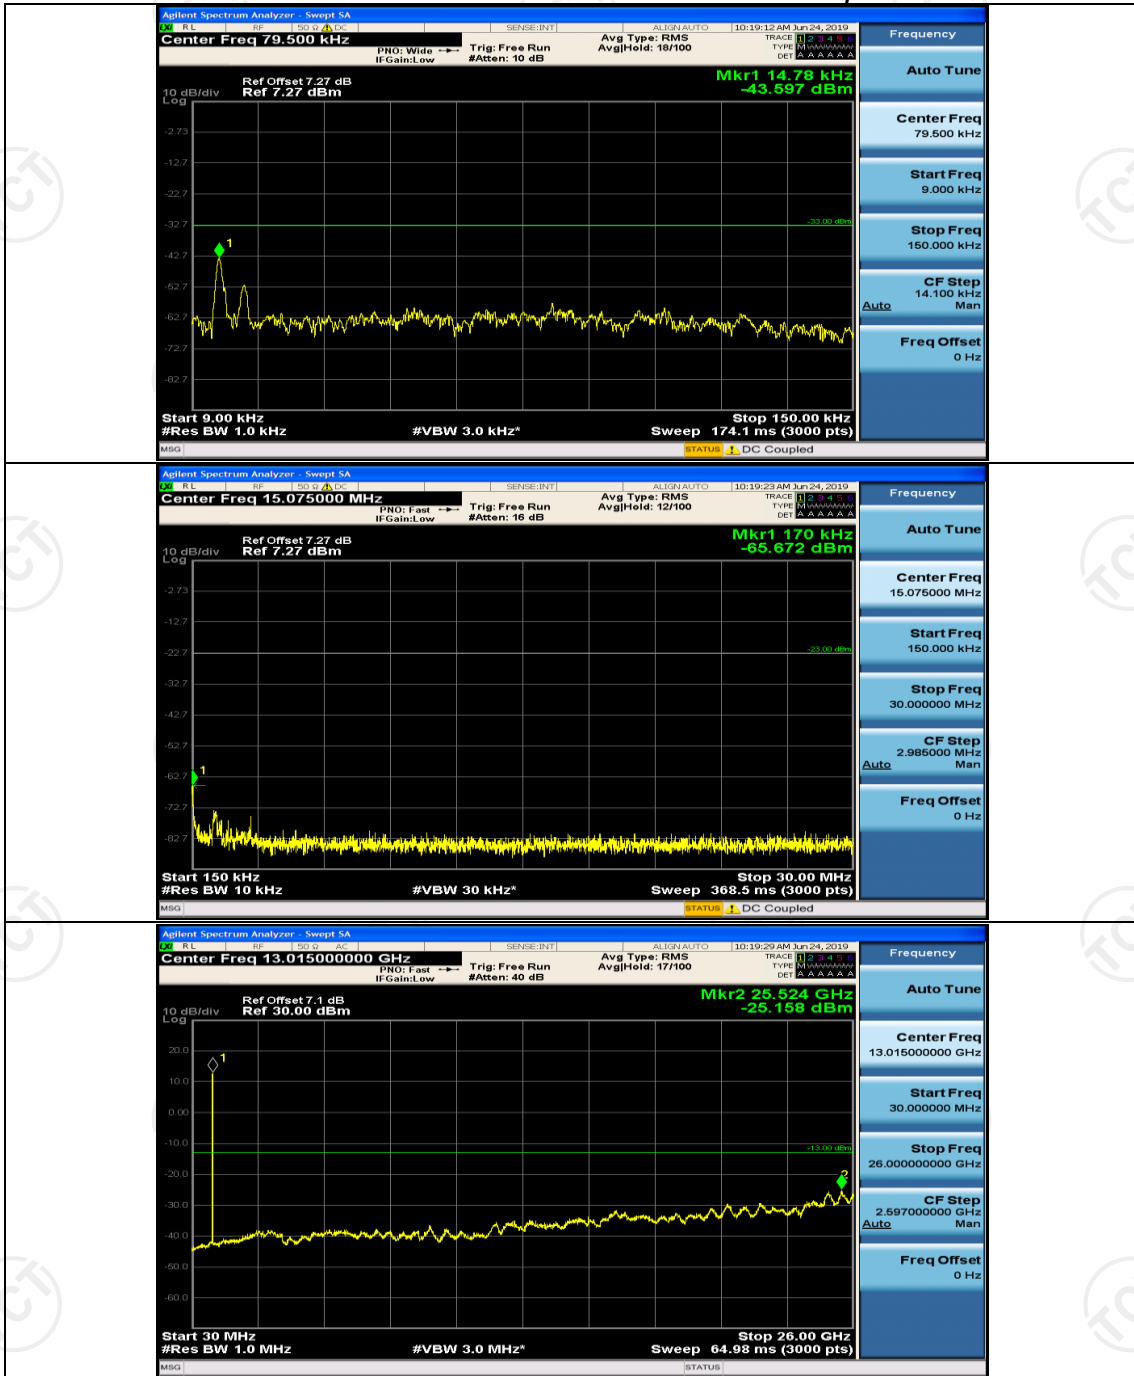 Agilent Spectrum Analyzer - Swept SA
LXI RL RF 50 Ω DC SENSE:INT ALIGN AUTO 10:19:12 AM Jun 24, 2019
Center Freq 79.500 kHz
PNO: Wide Trig: Free Run Avg Type: RMS TRACE 1 2 3 4 5 6
IFGain:Low #Atten: 10 dB Avg|Hold: 18/100 TYPE M WWWWW
DET A A A A A A
Ref Offset 7.27 dB Mkr1 14.78 kHz
10 dB/div Ref 7.27 dBm -43.597 dBm
Log
-2.73
-12.7
-22.7
-33.00 dBm
-32.7
1
-42.7
-52.7
-62.7
-72.7
-82.7
Start 9.00 kHz Stop 150.00 kHz
#Res BW 1.0 kHz #VBW 3.0 kHz* Sweep 174.1 ms (3000 pts)
MSG STATUS DC Coupled
Frequency
Auto Tune
Center Freq
79.500 kHz
Start Freq
9.000 kHz
Stop Freq
150.000 kHz
CF Step
14.100 kHz
Auto Man
Freq Offset
0 Hz
Agilent Spectrum Analyzer - Swept SA
LXI RL RF 50 Ω DC SENSE:INT ALIGN AUTO 10:19:23 AM Jun 24, 2019
Center Freq 15.075000 MHz
PNO: Fast Trig: Free Run Avg Type: RMS TRACE 1 2 3 4 5 6
IFGain:Low #Atten: 16 dB Avg|Hold: 12/100 TYPE M WWWWW
DET A A A A A A
Ref Offset 7.27 dB Mkr1 170 kHz
10 dB/div Ref 7.27 dBm -65.672 dBm
Log
-2.73
-12.7
-23.00 dBm
-22.7
-32.7
-42.7
-52.7
1
-62.7
-72.7
-82.7
Start 150 kHz Stop 30.00 MHz
#Res BW 10 kHz #VBW 30 kHz* Sweep 368.5 ms (3000 pts)
MSG STATUS DC Coupled
Frequency
Auto Tune
Center Freq
15.075000 MHz
Start Freq
150.000 kHz
Stop Freq
30.000000 MHz
CF Step
2.985000 MHz
Auto Man
Freq Offset
0 Hz
Agilent Spectrum Analyzer - Swept SA
LXI RL RF 50 Ω AC SENSE:INT ALIGN AUTO 10:19:29 AM Jun 24, 2019
Center Freq 13.015000000 GHz
PNO: Fast Trig: Free Run Avg Type: RMS TRACE 1 2 3 4 5 6
IFGain:Low #Atten: 40 dB Avg|Hold: 17/100 TYPE M WWWWW
DET A A A A A A
Ref Offset 7.1 dB Mkr2 25.524 GHz
10 dB/div Ref 30.00 dBm -25.158 dBm
Log
20.0
1
10.0
0.00
-10.0
-13.00 dBm
-20.0
2
-30.0
-40.0
-50.0
-60.0
Start 30 MHz Stop 26.00 GHz
#Res BW 1.0 MHz #VBW 3.0 MHz* Sweep 64.98 ms (3000 pts)
MSG STATUS
Frequency
Auto Tune
Center Freq
13.015000000 GHz
Start Freq
30.000000 MHz
Stop Freq
26.000000000 GHz
CF Step
2.597000000 GHz
Auto Man
Freq Offset
0 Hz
TCT